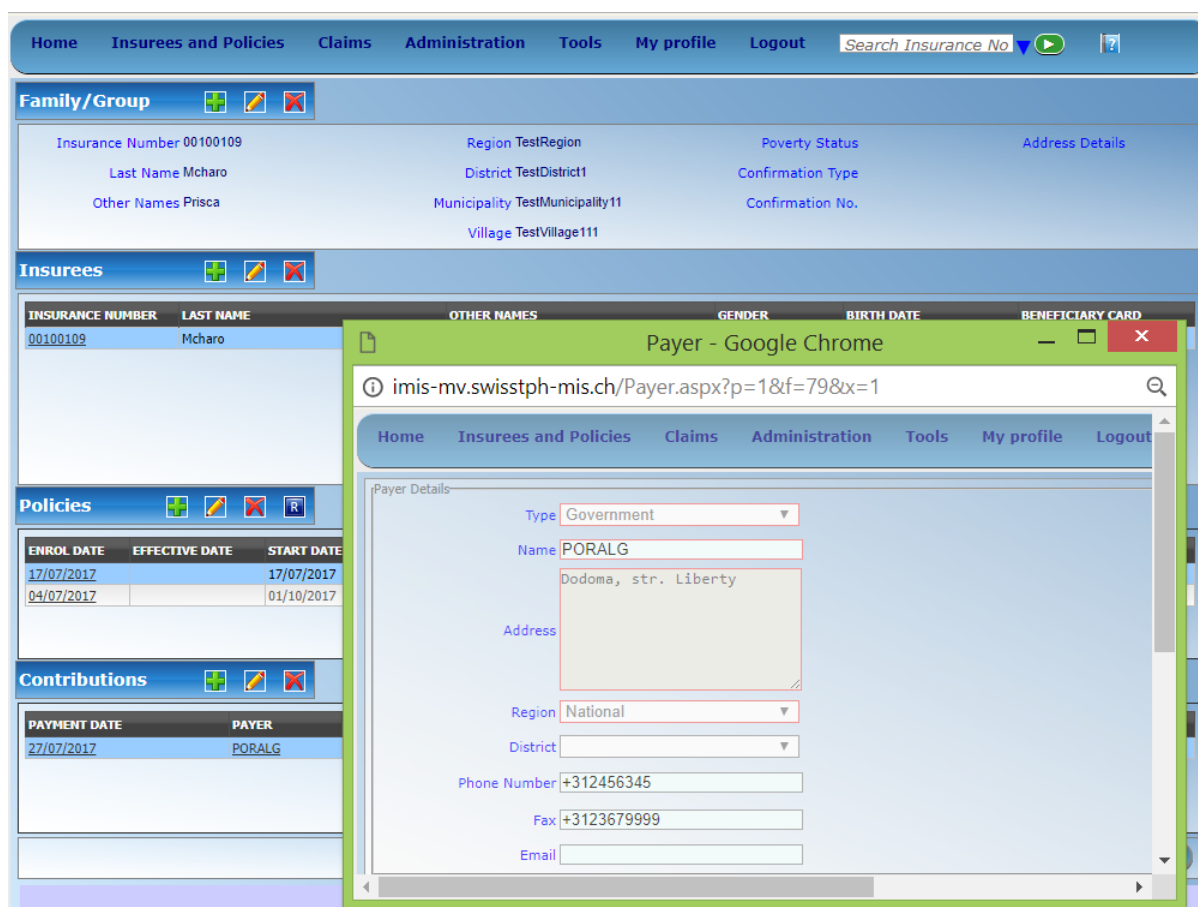 Home Insurees and Policies Claims Administration Tools My profile Logout Search Insurance No
Family/Group
Insurance Number 00100109 Region TestRegion Poverty Status Address Details
Last Name Mcharo District TestDistrict1 Confirmation Type
Other Names Prisca Municipality TestMunicipality11 Confirmation No.
Village TestVillage111
Insurees
INSURANCE NUMBER LAST NAME OTHER NAMES GENDER BIRTH DATE BENEFICIARY CARD
00100109 Mcharo
Policies R
ENROL DATE EFFECTIVE DATE START DATE
17/07/2017 17/07/2017
04/07/2017 01/10/2017
Contributions
PAYMENT DATE PAYER
27/07/2017 PORALG
Payer - Google Chrome
imis-mv.swisstph-mis.ch/Payer.aspx?p=1&f=79&x=1
Home Insurees and Policies Claims Administration Tools My profile Logout
Payer Details
Type Government
Name PORALG
Address Dodoma, str. Liberty
Region National
District
Phone Number +312456345
Fax +3123679999
Email